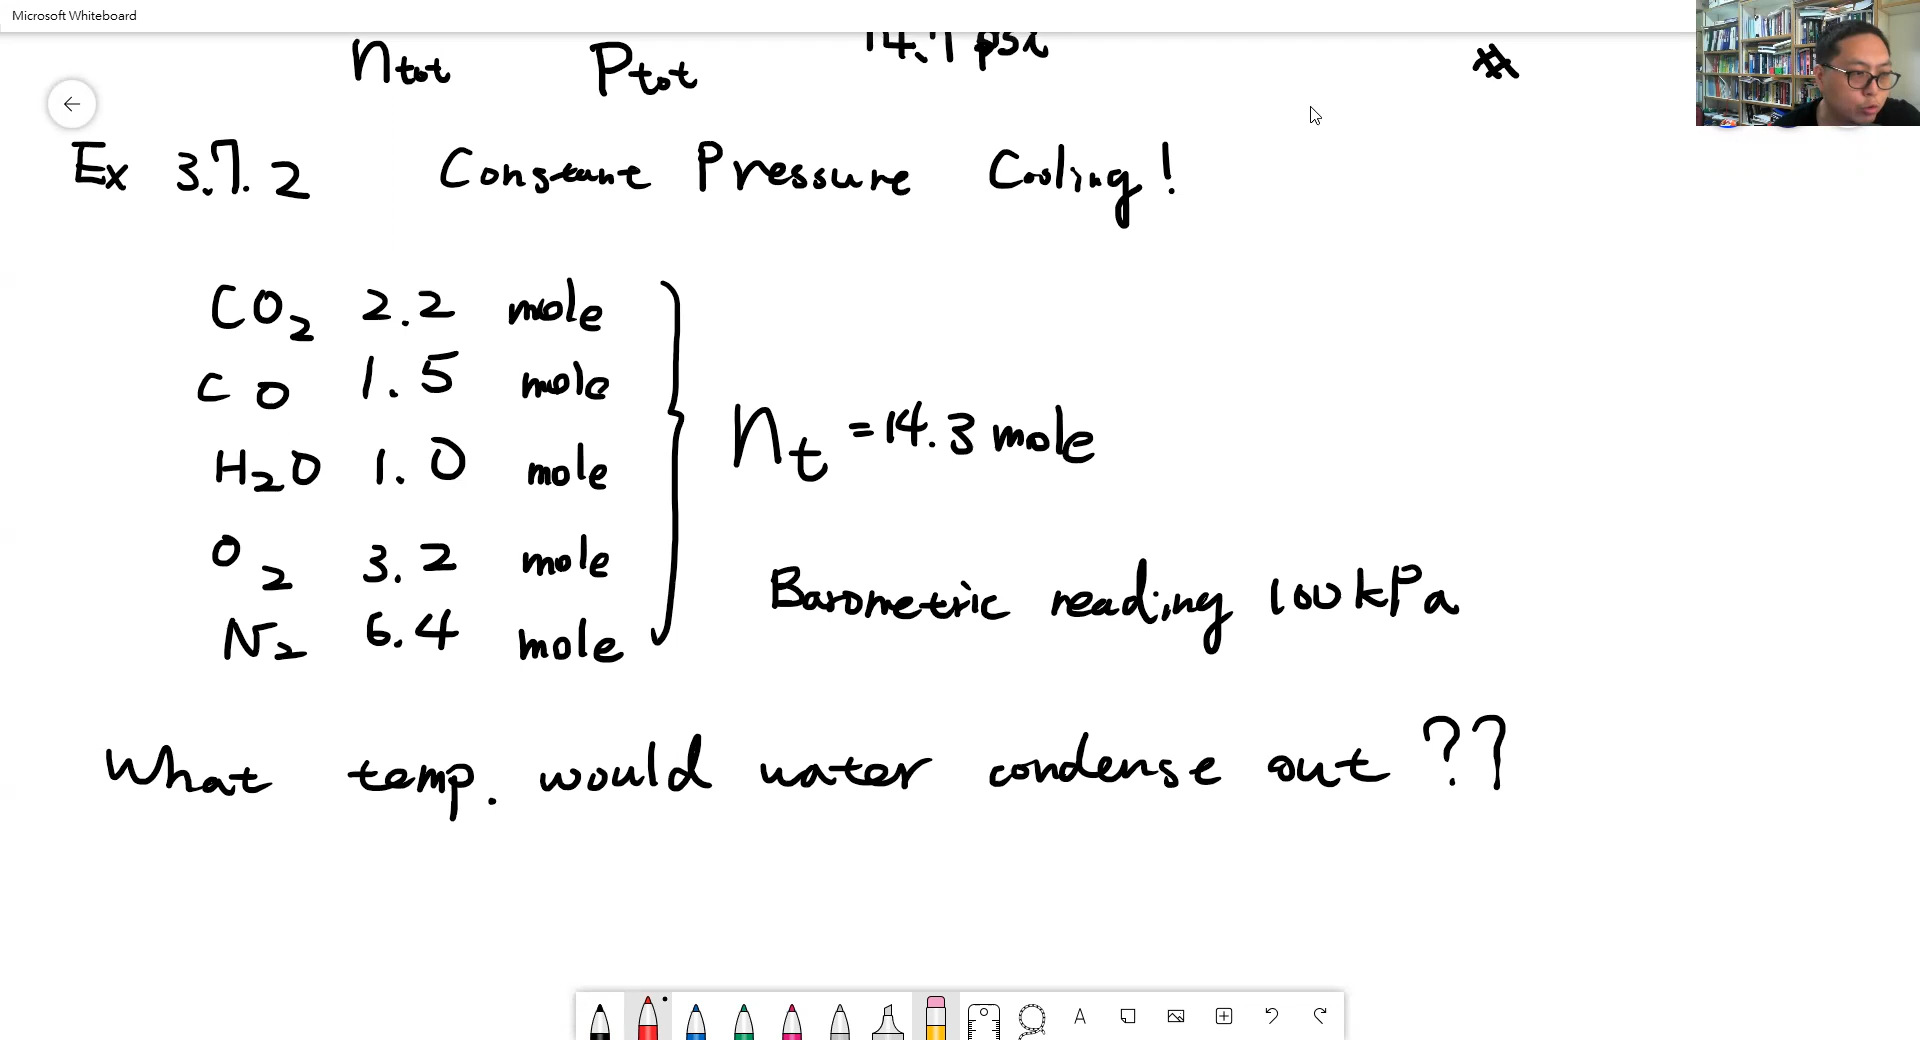 Microsoft Whiteboard
ntot Ptot 14.7 psi #
Ex 3.7.2 Constant Pressure Cooling!
CO2 2.2 mole
CO 1.5 mole
nt = 14.3 mole
H2O 1.0 mole
O2 3.2 mole
Barometric reading 100 kPa
N2 6.4 mole
What temp. would water condense out ??
A